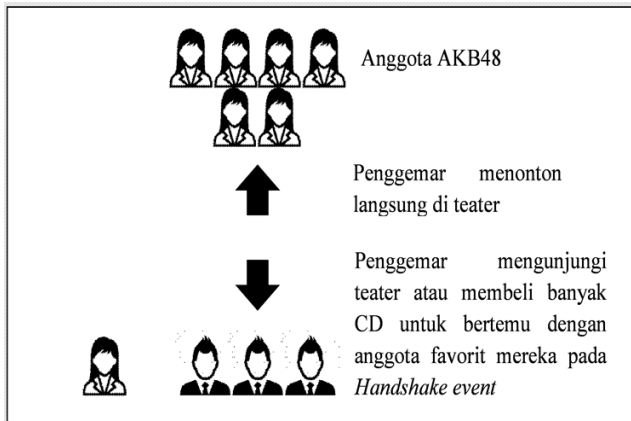 Anggota AKB48
Penggemar menonton
langsung di teater
Penggemar mengunjungi
teater atau membeli banyak
CD untuk bertemu dengan
anggota favorit mereka pada
Handshake event